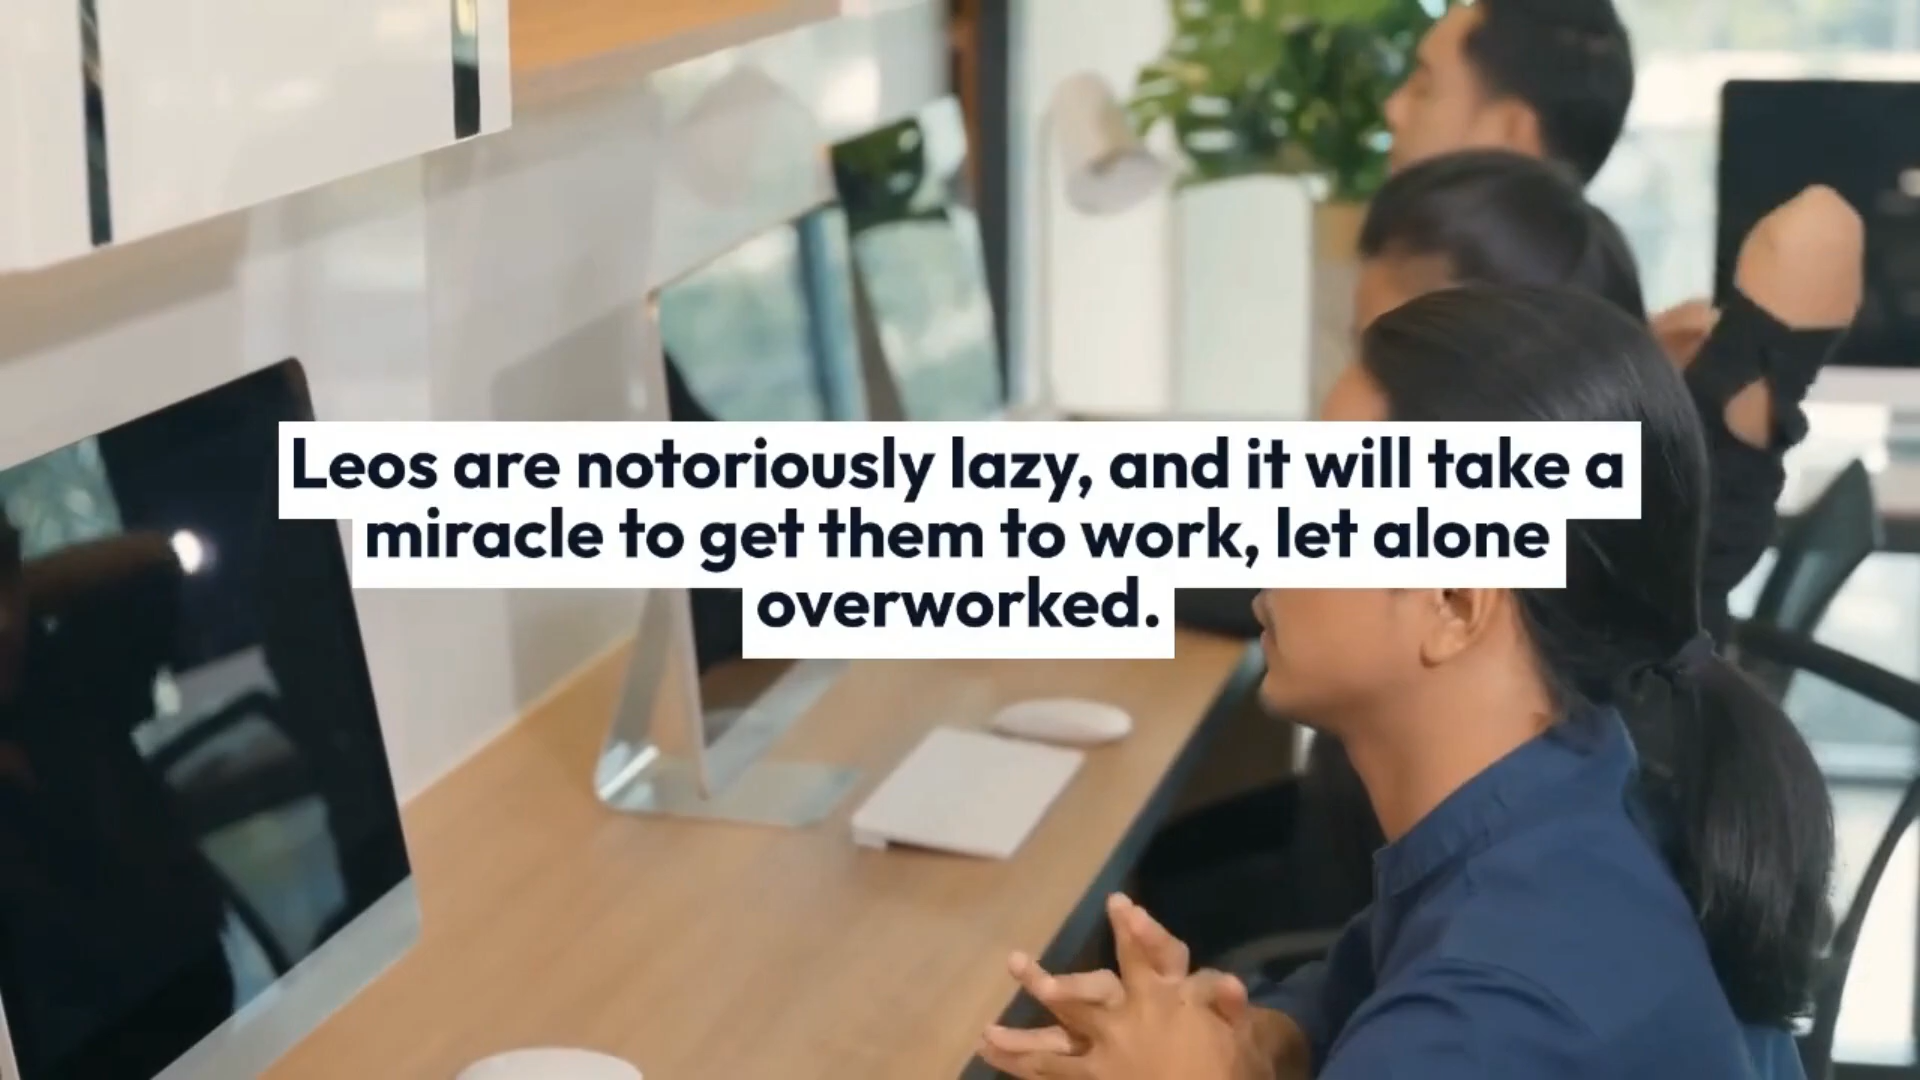 Leos are notoriously lazy, and it will take a
miracle to get them to work, let alone
overworked.